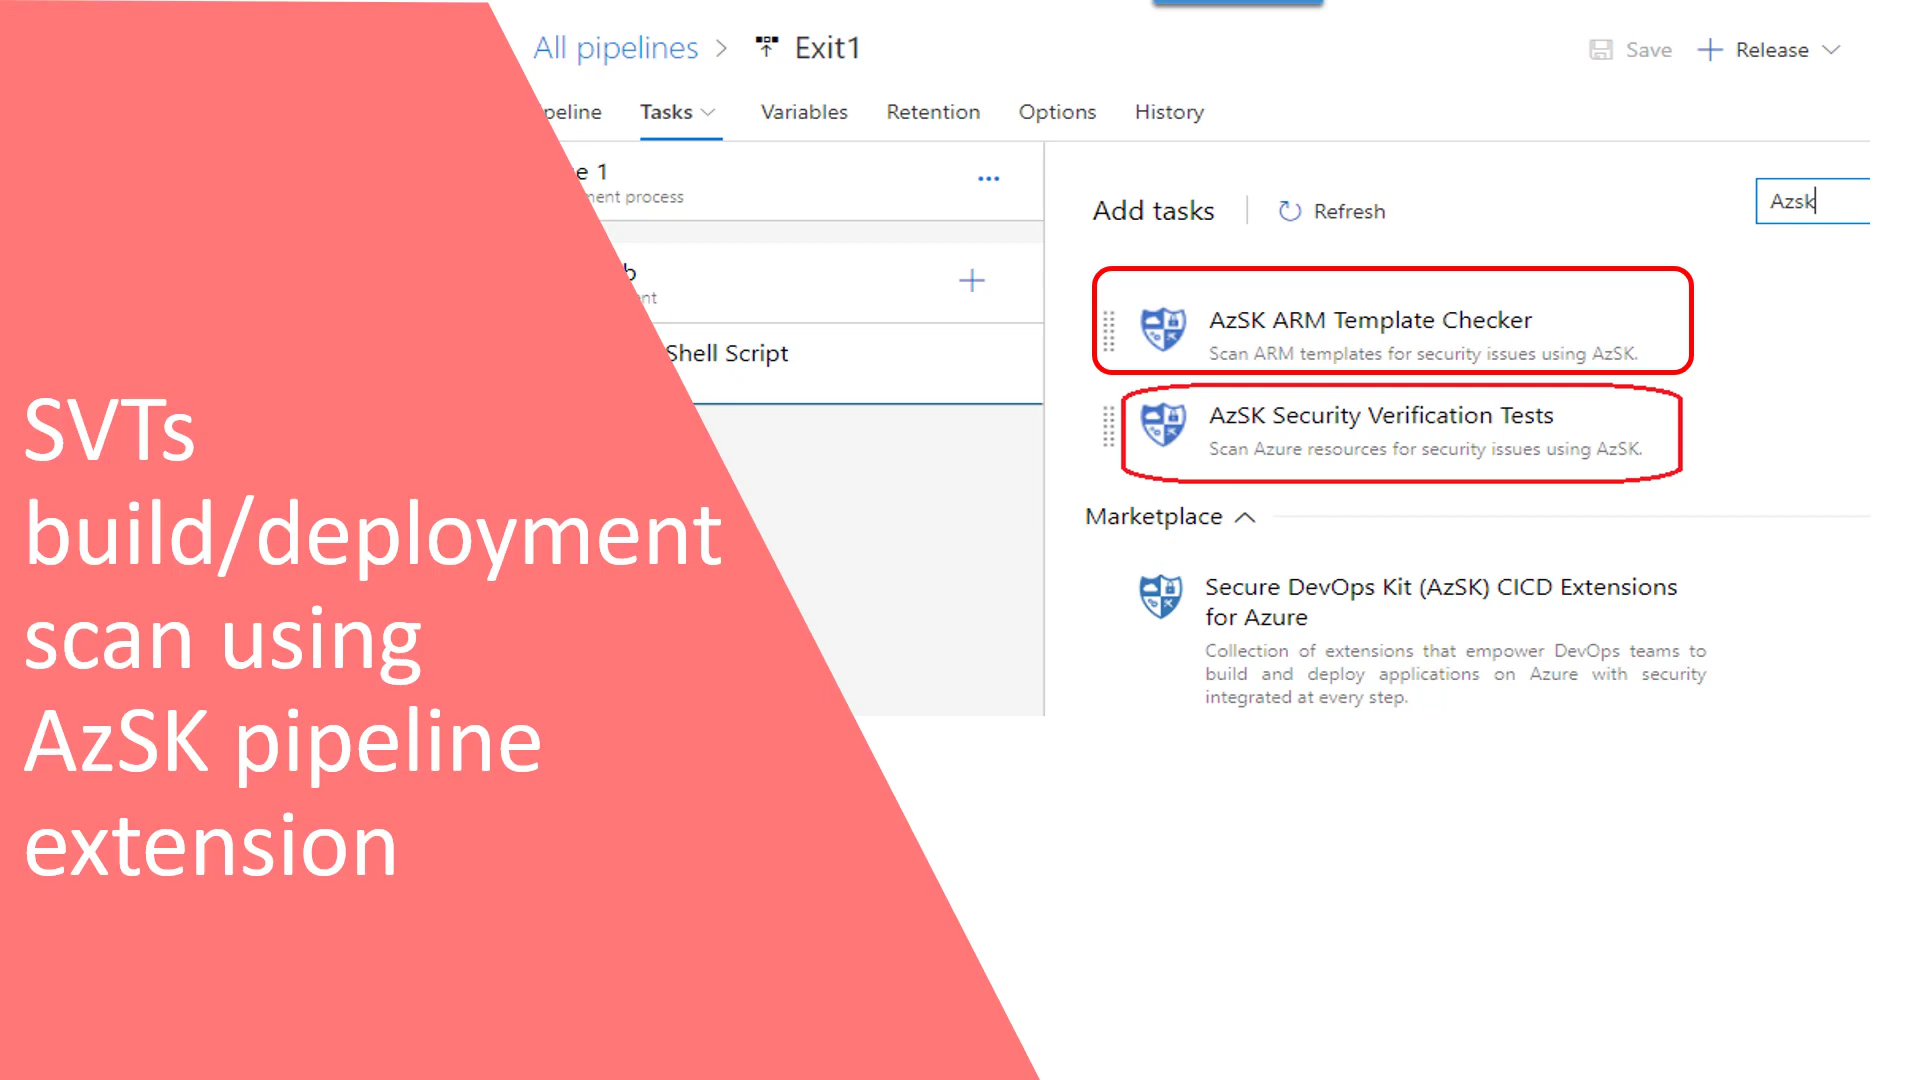 SVTs
build/deployment
scan using
AzSK pipeline
extension
All pipelines > Exit1
Save + Release
peline Tasks Variables Retention Options History
e 1
ment process
...
b
nt
Shell Script
Add tasks | Refresh
Azsk
AzSK ARM Template Checker
Scan ARM templates for security issues using AzSK.
AzSK Security Verification Tests
Scan Azure resources for security issues using AzSK.
Marketplace
Secure DevOps Kit (AzSK) CICD Extensions
for Azure
Collection of extensions that empower DevOps teams to
build and deploy applications on Azure with security
integrated at every step.